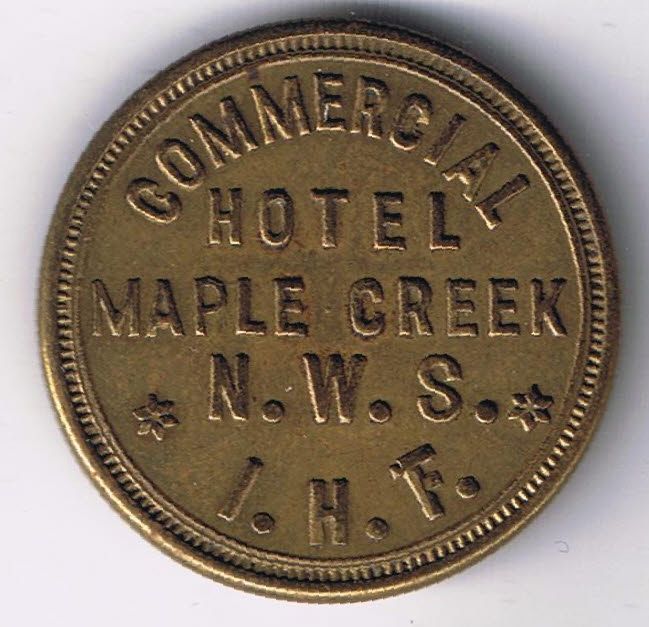 COMMERCIAL
HOTEL
MAPLE CREEK
N.W.S.
I.H.F.